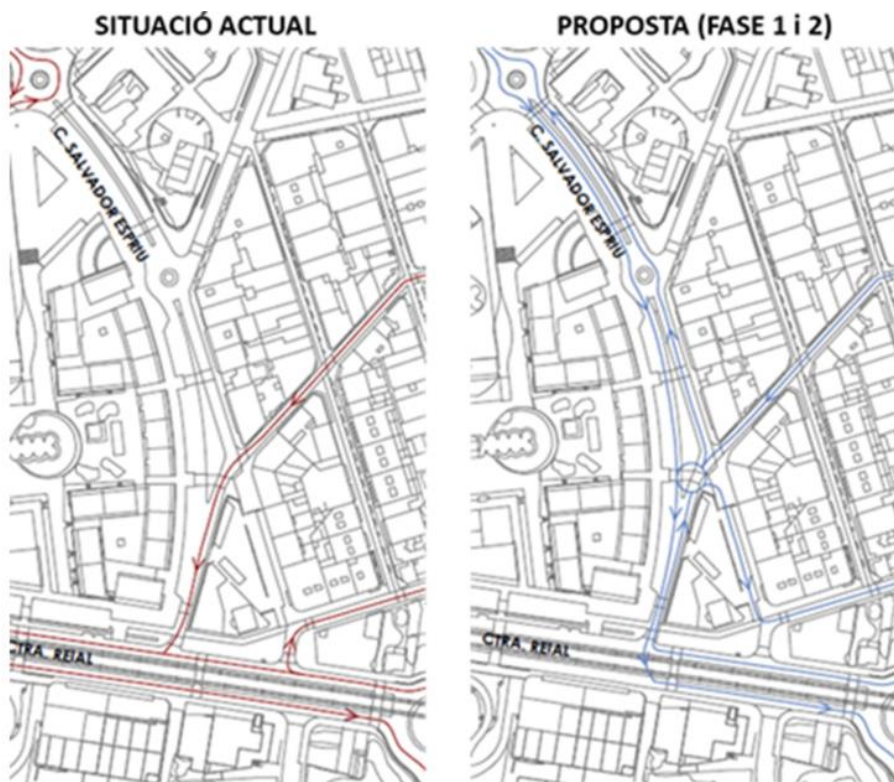 SITUACIÓ ACTUAL
PROPOSTA (FASE 1 i 2)
C. SALVADOR ESPRIU
C. SALVADOR ESPRIU
CTRA. REIAL
CTRA. REIAL